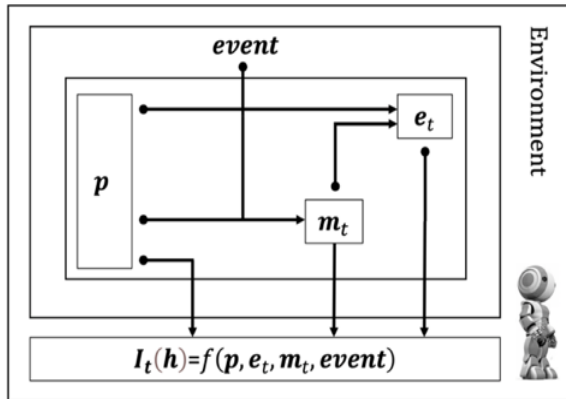 event
Environment
e_t
p
m_t
I_t(h)=f(p, e_t, m_t, event)